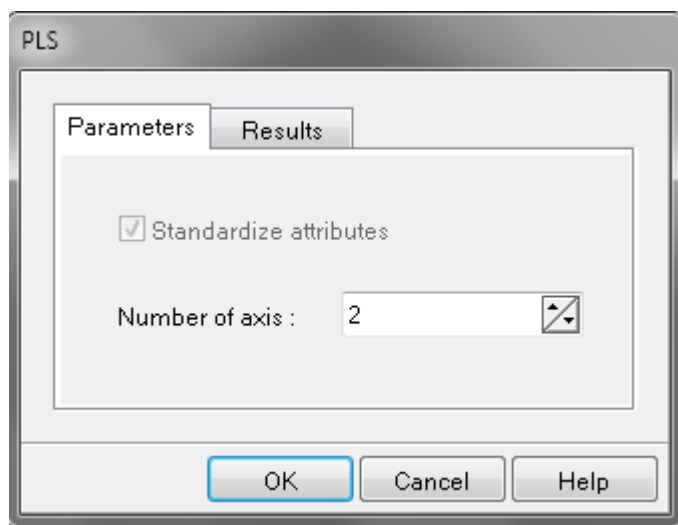 PLS
Parameters Results
Standardize attributes
Number of axis : 2
OK Cancel Help